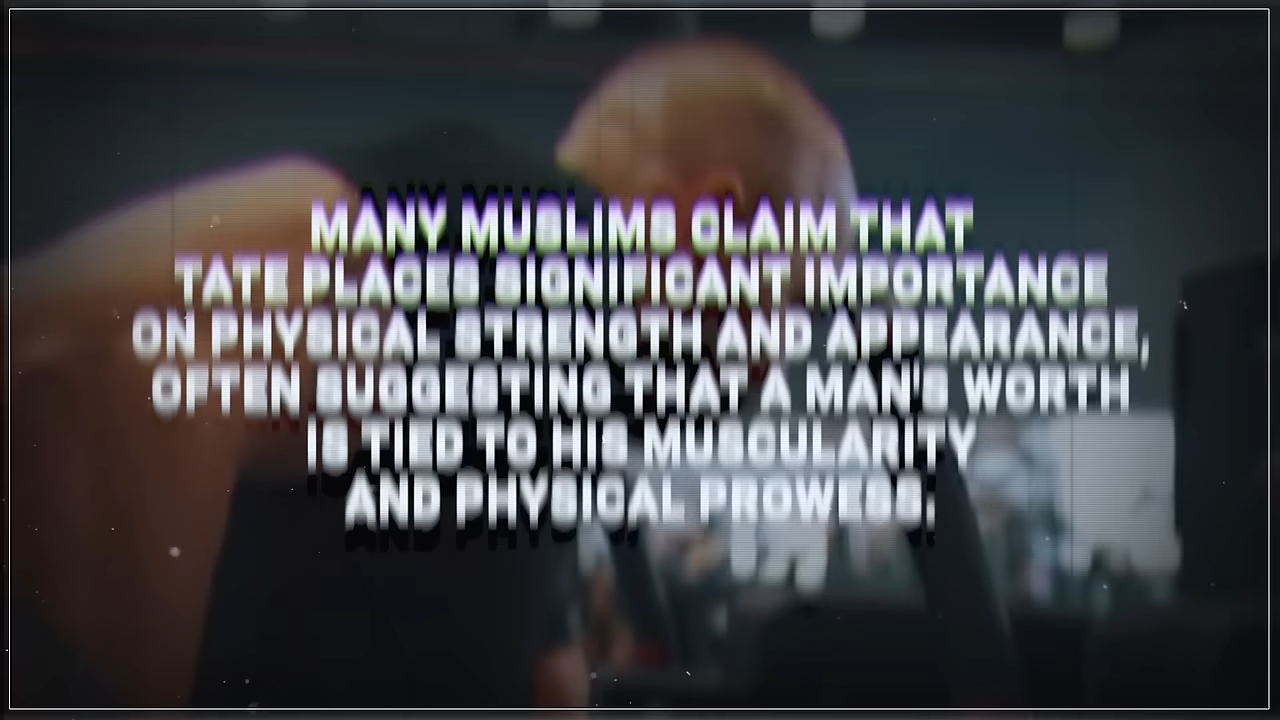 MANY MUSLIMS CLAIM THAT
TATE PLACES SIGNIFICANT IMPORTANCE
ON PHYSICAL STRENGTH AND APPEARANCE,
OFTEN SUGGESTING THAT A MAN'S WORTH
IS TIED TO HIS MUSCULARITY
AND PHYSICAL PROWESS.